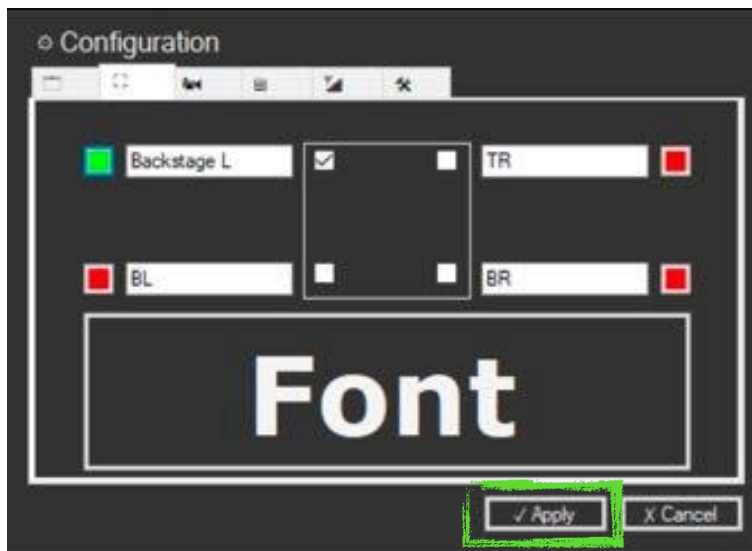 Configuration
Backstage L
TR
BL
BR
Font
✓ Apply
X Cancel